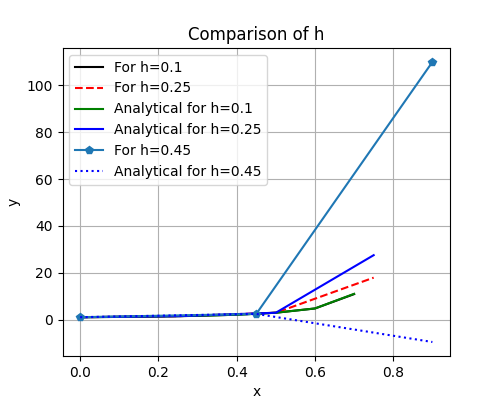 Comparison of h
For h=0.1
For h=0.25
Analytical for h=0.1
Analytical for h=0.25
For h=0.45
Analytical for h=0.45
100
80
60
40
20
0
y
0.0 0.2 0.4 0.6 0.8
x